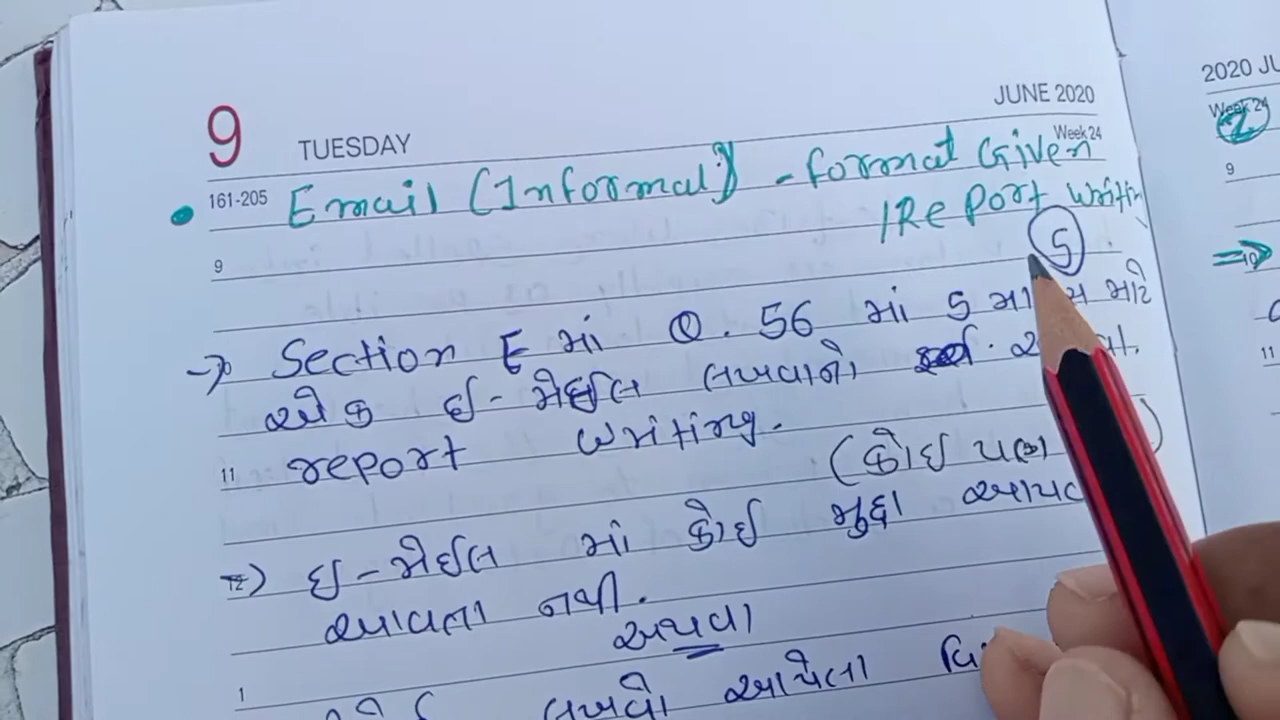 9 TUESDAY JUNE 2020
161-205 Week 24
Email (Informal) - Format Given
/Report
5
9
→ Section E માં Q. 56 માં 5 માટે
એક ઇ-મેઈલ લખવાનો
11 report writing.
(કોઇ પણ
12 ઇ-મેઈલ માં કોઇ મુદ્દા
આવતા નથી.
અથવા
1 લખવો આપેલા
2020
Week 24
2
9
⇒ 10
11